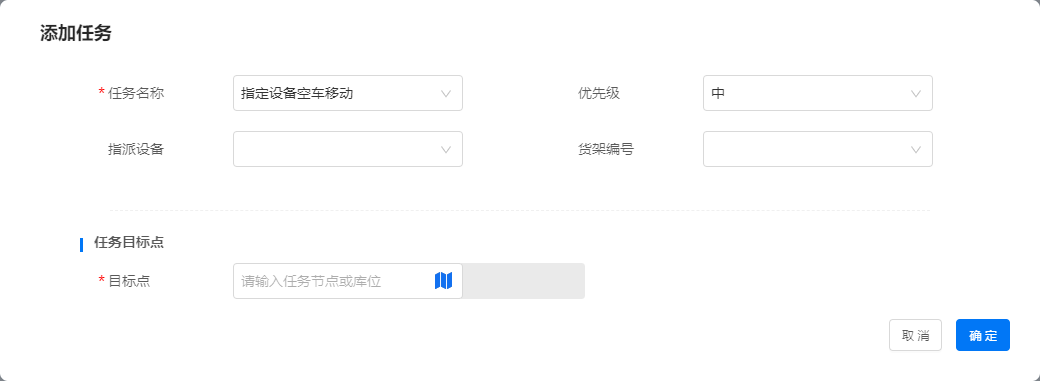 添加任务
* 任务名称 指定设备空车移动 优先级 中
指派设备 货架编号
任务目标点
* 目标点 请输入任务节点或库位
取消 确定